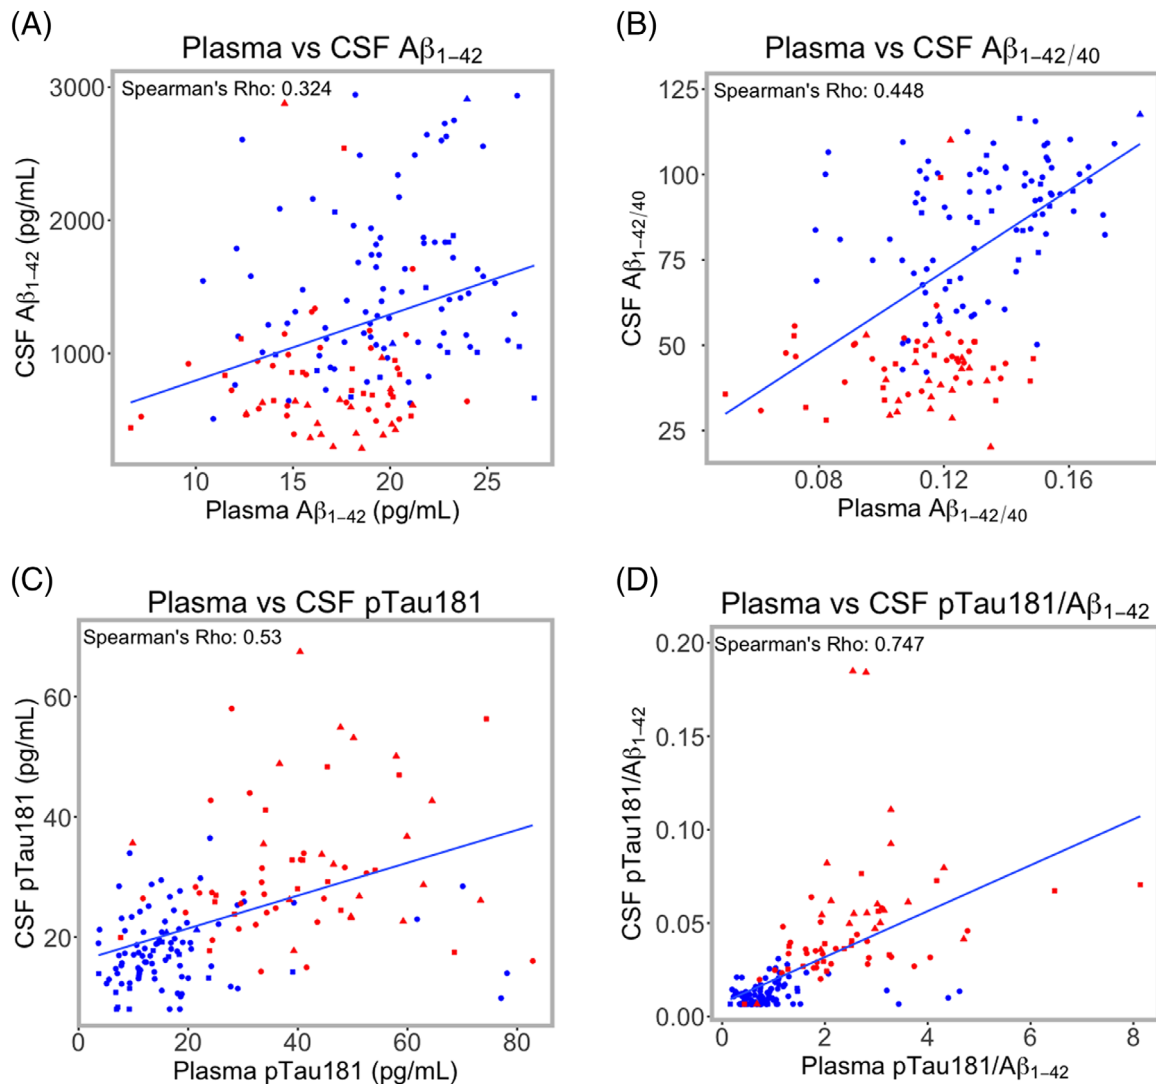 (A)
Plasma vs CSF Aβ₁₋₄₂
Spearman's Rho: 0.324
3000
2000
1000
CSF Aβ₁₋₄₂ (pg/mL)
10 15 20 25
Plasma Aβ₁₋₄₂ (pg/mL)
(B)
Plasma vs CSF Aβ₁₋₄₂/₄₀
Spearman's Rho: 0.448
125
100
75
50
25
CSF Aβ₁₋₄₂/₄₀
0.08 0.12 0.16
Plasma Aβ₁₋₄₂/₄₀
(C)
Plasma vs CSF pTau181
Spearman's Rho: 0.53
60
40
20
CSF pTau181 (pg/mL)
0 20 40 60 80
Plasma pTau181 (pg/mL)
(D)
Plasma vs CSF pTau181/Aβ₁₋₄₂
Spearman's Rho: 0.747
0.20
0.15
0.10
0.05
0.00
CSF pTau181/Aβ₁₋₄₂
0 2 4 6 8
Plasma pTau181/Aβ₁₋₄₂